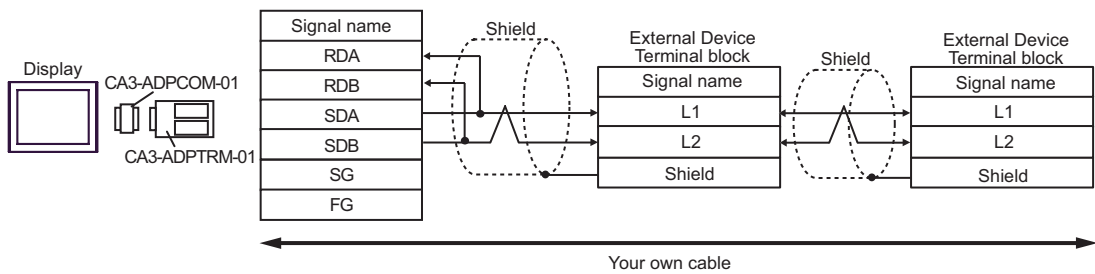 Display
CA3-ADPCOM-01
CA3-ADPTRM-01
Signal name
RDA
RDB
SDA
SDB
SG
FG
Shield
External Device
Terminal block
Signal name
L1
L2
Shield
Shield
External Device
Terminal block
Signal name
L1
L2
Shield
Your own cable